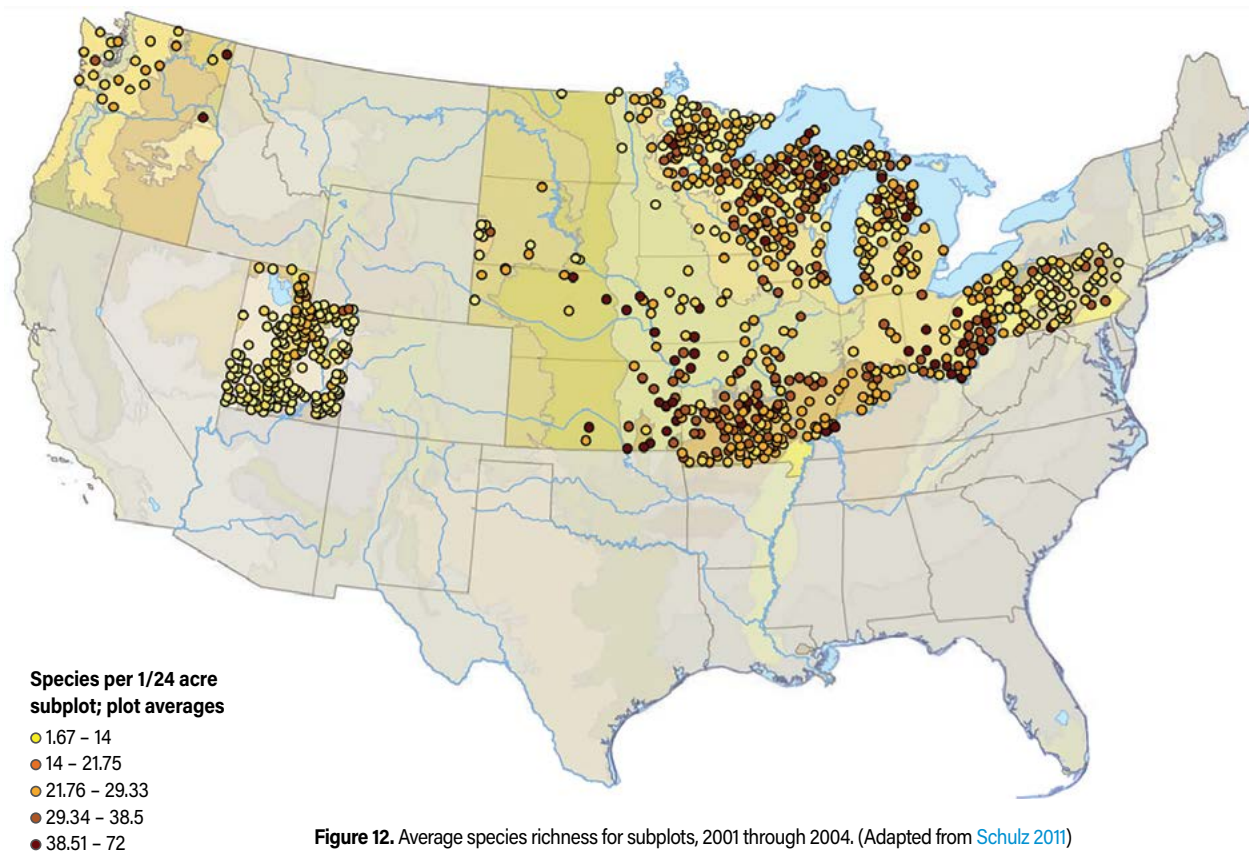 Species per 1/24 acre
subplot; plot averages
1.67 – 14
14 – 21.75
21.76 – 29.33
29.34 – 38.5
38.51 – 72
Figure 12. Average species richness for subplots, 2001 through 2004. (Adapted from Schulz 2011)